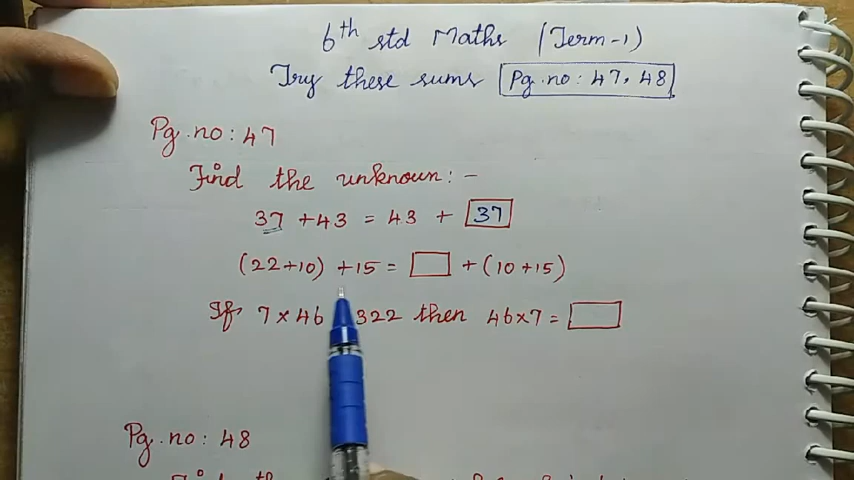 6th std Maths (Term-1)
Try these sums Pg.no: 47, 48
Pg.no: 47
Find the unknown: -
37 + 43 = 43 + 37
(22+10) + 15 = + (10 + 15)
If 7 × 46 322 then 46 × 7 =
Pg.no: 48